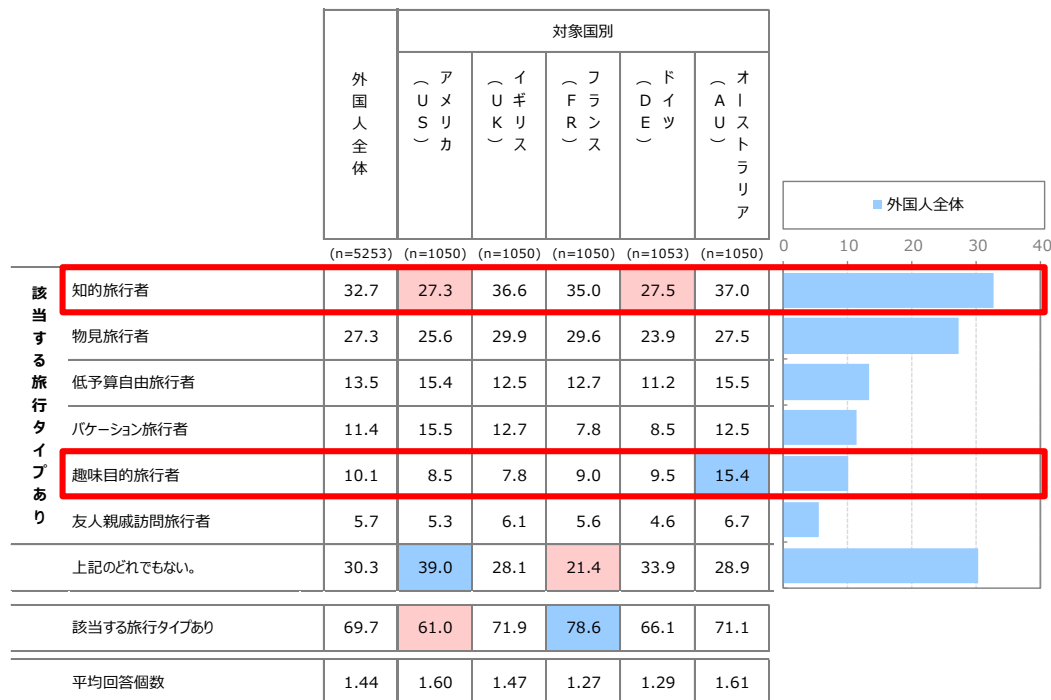 対象国別
外国人全体
アメリカ（US）
イギリス（UK）
フランス（FR）
ドイツ（DE）
オーストラリア（AU）
外国人全体
(n=5253) (n=1050) (n=1050) (n=1050) (n=1053) (n=1050)
0 10 20 30 40
該当する旅行タイプあり
知的旅行者 32.7 27.3 36.6 35.0 27.5 37.0
物見旅行者 27.3 25.6 29.9 29.6 23.9 27.5
低予算自由旅行者 13.5 15.4 12.5 12.7 11.2 15.5
バケーション旅行者 11.4 15.5 12.7 7.8 8.5 12.5
趣味目的旅行者 10.1 8.5 7.8 9.0 9.5 15.4
友人親戚訪問旅行者 5.7 5.3 6.1 5.6 4.6 6.7
上記のどれでもない。 30.3 39.0 28.1 21.4 33.9 28.9
該当する旅行タイプあり 69.7 61.0 71.9 78.6 66.1 71.1
平均回答個数 1.44 1.60 1.47 1.27 1.29 1.61